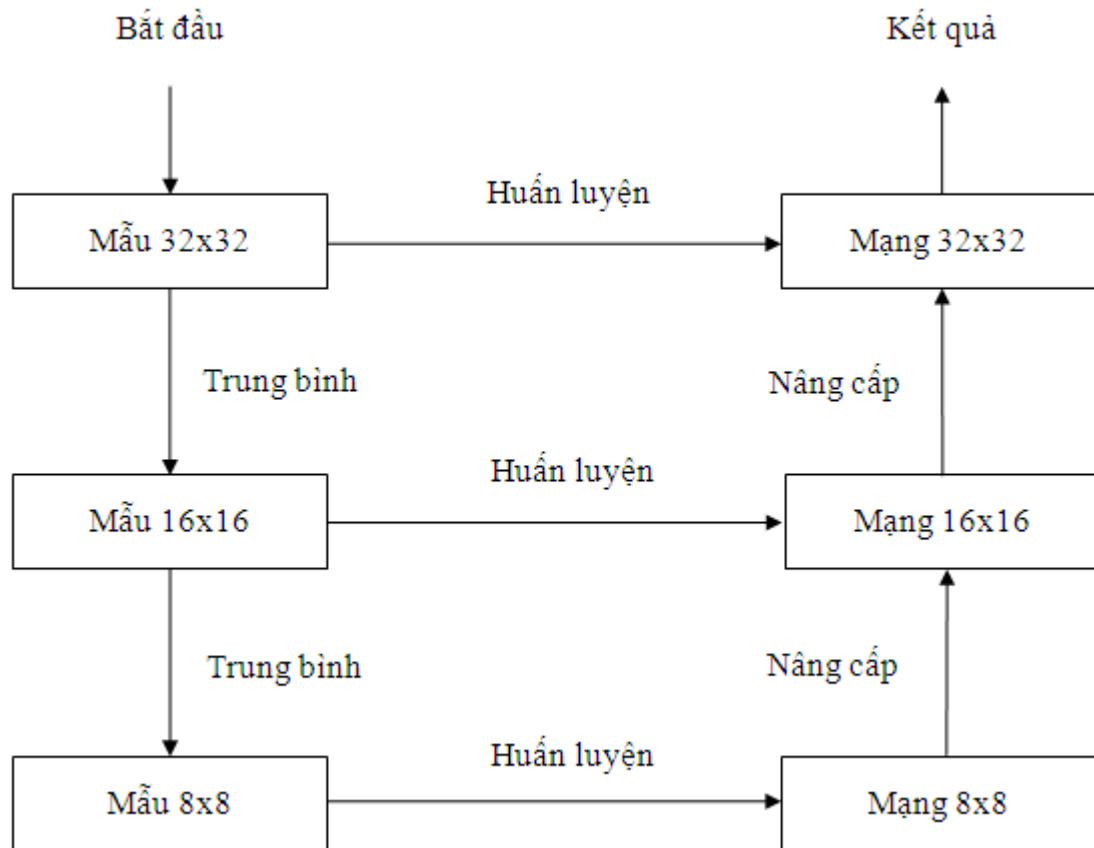 Bắt đầu
Kết quả
Huấn luyện
Mẫu 32x32
Mạng 32x32
Trung bình
Nâng cấp
Huấn luyện
Mẫu 16x16
Mạng 16x16
Trung bình
Nâng cấp
Huấn luyện
Mẫu 8x8
Mạng 8x8